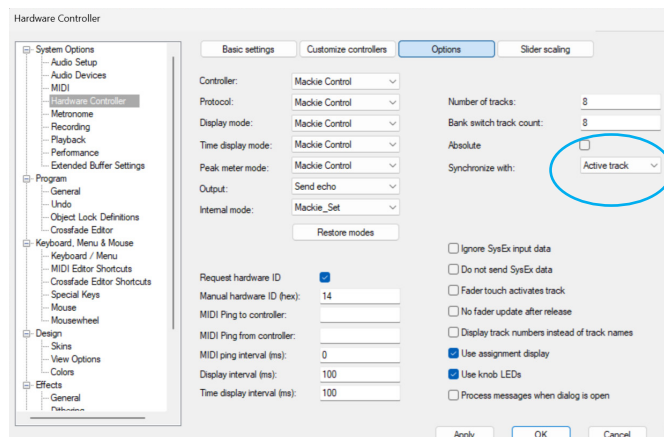 Hardware Controller
System Options
Audio Setup
Audio Devices
MIDI
Hardware Controller
Metronome
Recording
Playback
Performance
Extended Buffer Settings
Program
General
Undo
Object Lock Definitions
Crossfade Editor
Keyboard, Menu & Mouse
Keyboard / Menu
MIDI Editor Shortcuts
Crossfade Editor Shortcuts
Special Keys
Mouse
Mousewheel
Design
Skins
View Options
Colors
Effects
General
Dithering
Basic settings Customize controllers Options Slider scaling
Controller: Mackie Control
Protocol: Mackie Control
Display mode: Mackie Control
Time display mode: Mackie Control
Peak meter mode: Mackie Control
Output: Send echo
Internal mode: Mackie_Set
Restore modes
Request hardware ID
Manual hardware ID (hex): 14
MIDI Ping to controller:
MIDI Ping from controller:
MIDI ping interval (ms): 0
Display interval (ms): 100
Time display interval (ms): 100
Number of tracks: 8
Bank switch track count: 8
Absolute
Synchronize with: Active track
Ignore SysEx input data
Do not send SysEx data
Fader touch activates track
No fader update after release
Display track numbers instead of track names
Use assignment display
Use knob LEDs
Process messages when dialog is open
Apply OK Cancel